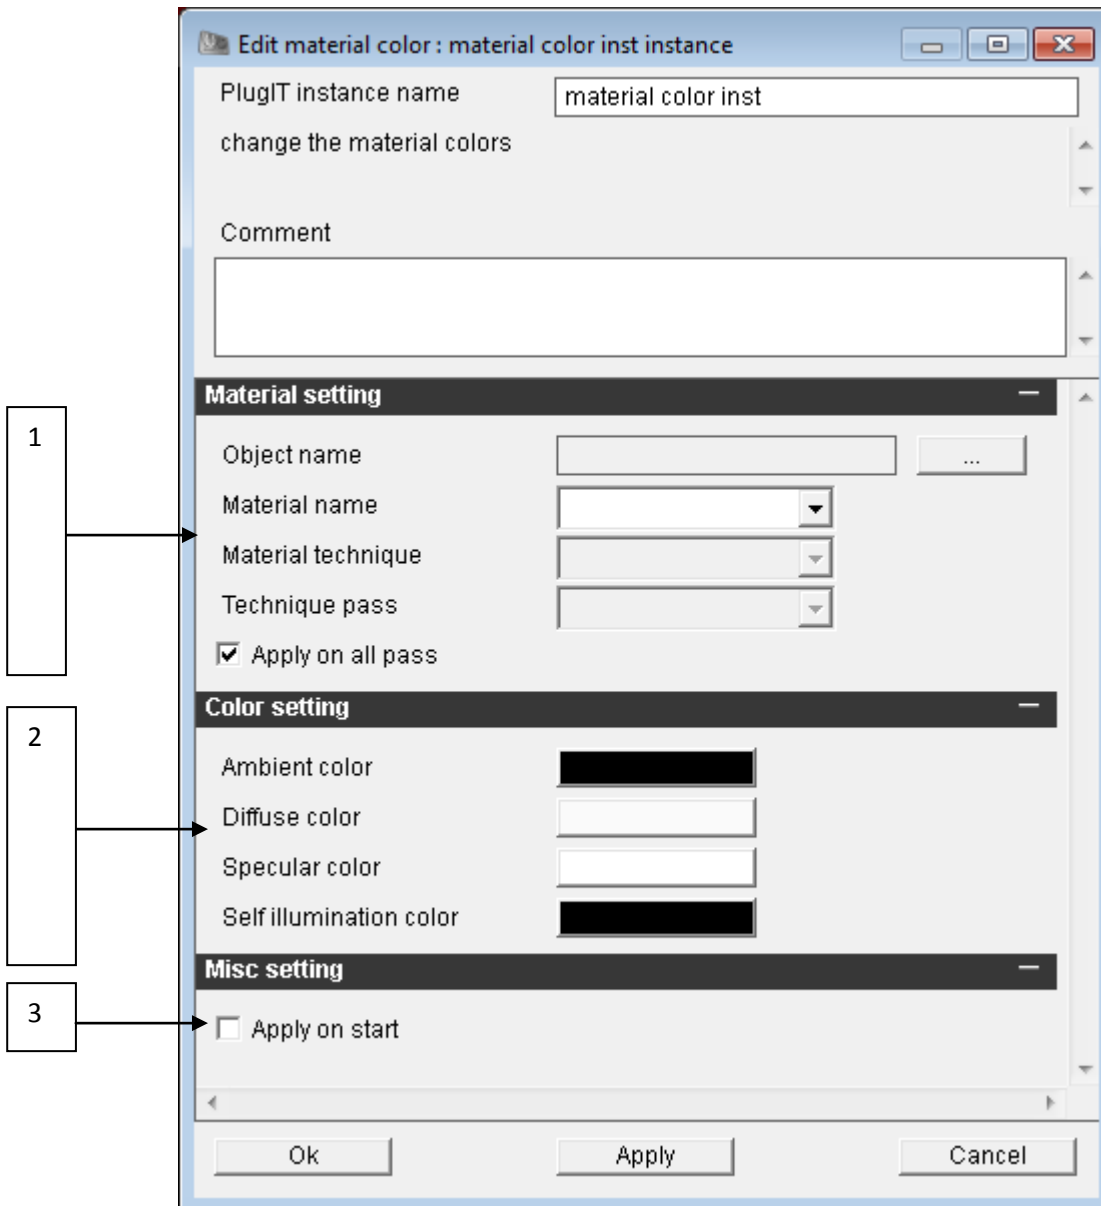 Edit material color : material color inst instance
PlugIT instance name
material color inst
change the material colors
Comment
Material setting
1
Object name
...
Material name
Material technique
Technique pass
Apply on all pass
Color setting
2
Ambient color
Diffuse color
Specular color
Self illumination color
Misc setting
3
Apply on start
Ok
Apply
Cancel